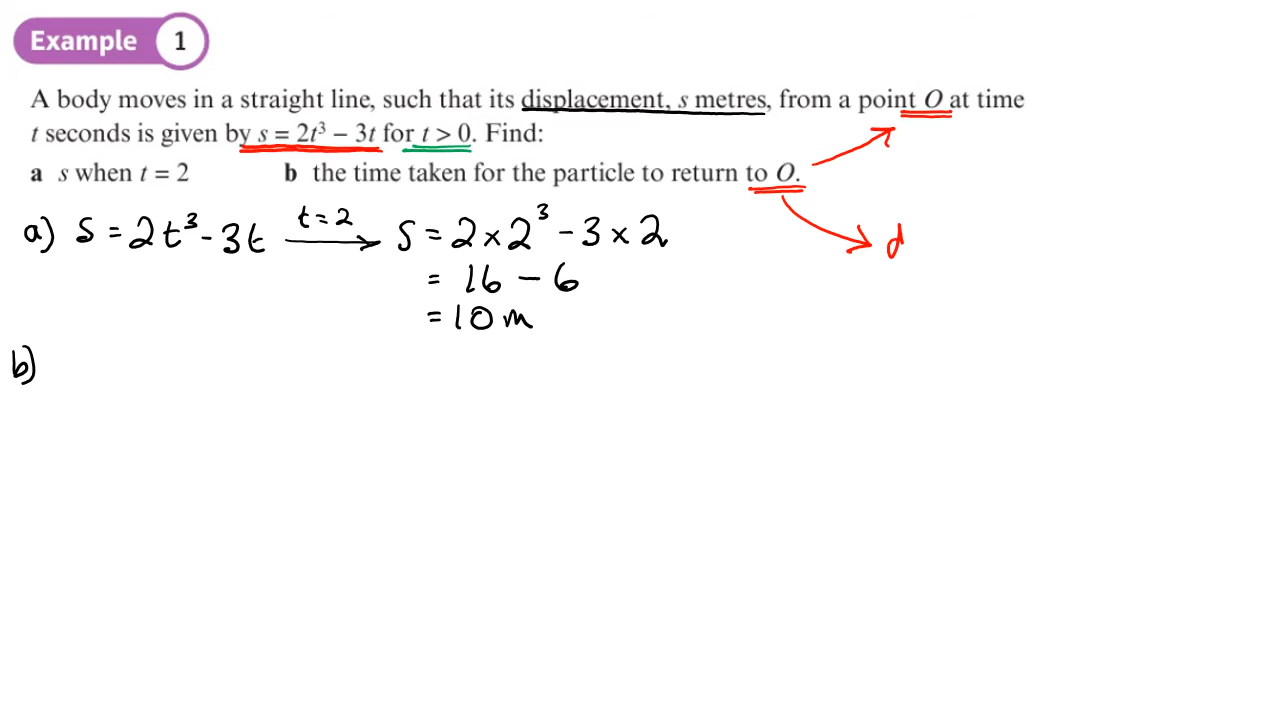 Example 1
A body moves in a straight line, such that its displacement, s metres, from a point O at time
t seconds is given by s = 2t³ − 3t for t > 0. Find:
a s when t = 2 b the time taken for the particle to return to O.
a) s = 2t³ - 3t t = 2 s = 2 × 2³ - 3 × 2
= 16 - 6
= 10 m
d
b)